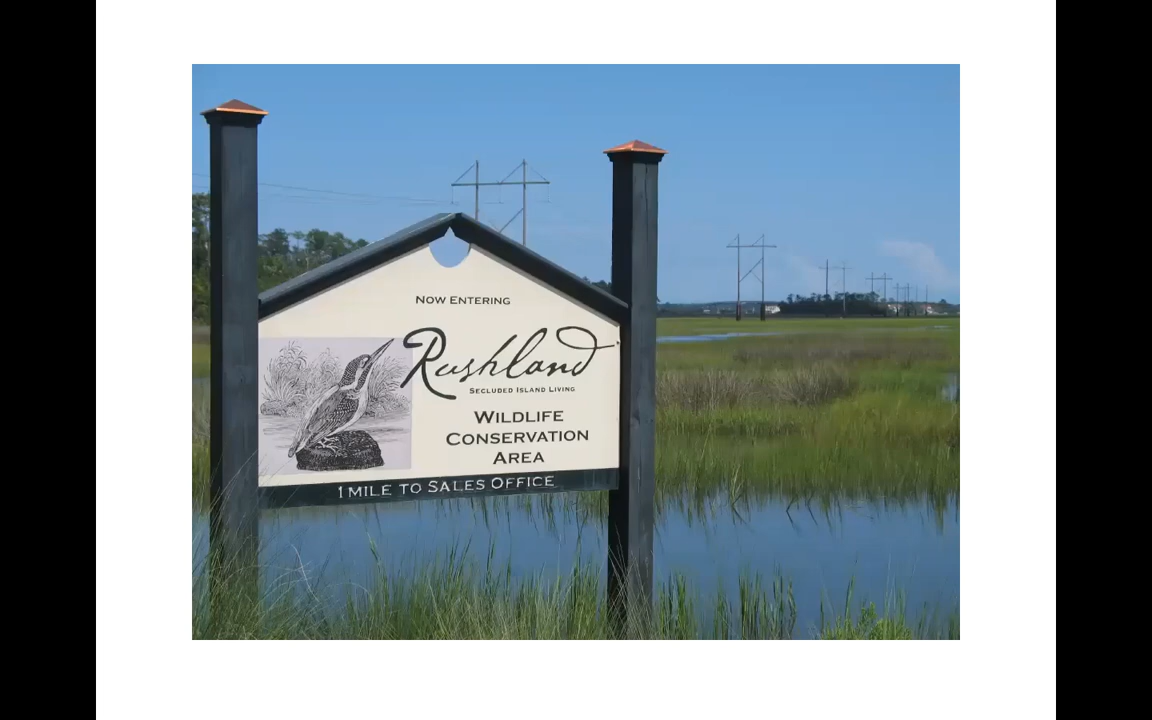 NOW ENTERING
Rushland
SECLUDED ISLAND LIVING
WILDLIFE
CONSERVATION
AREA
1 MILE TO SALES OFFICE